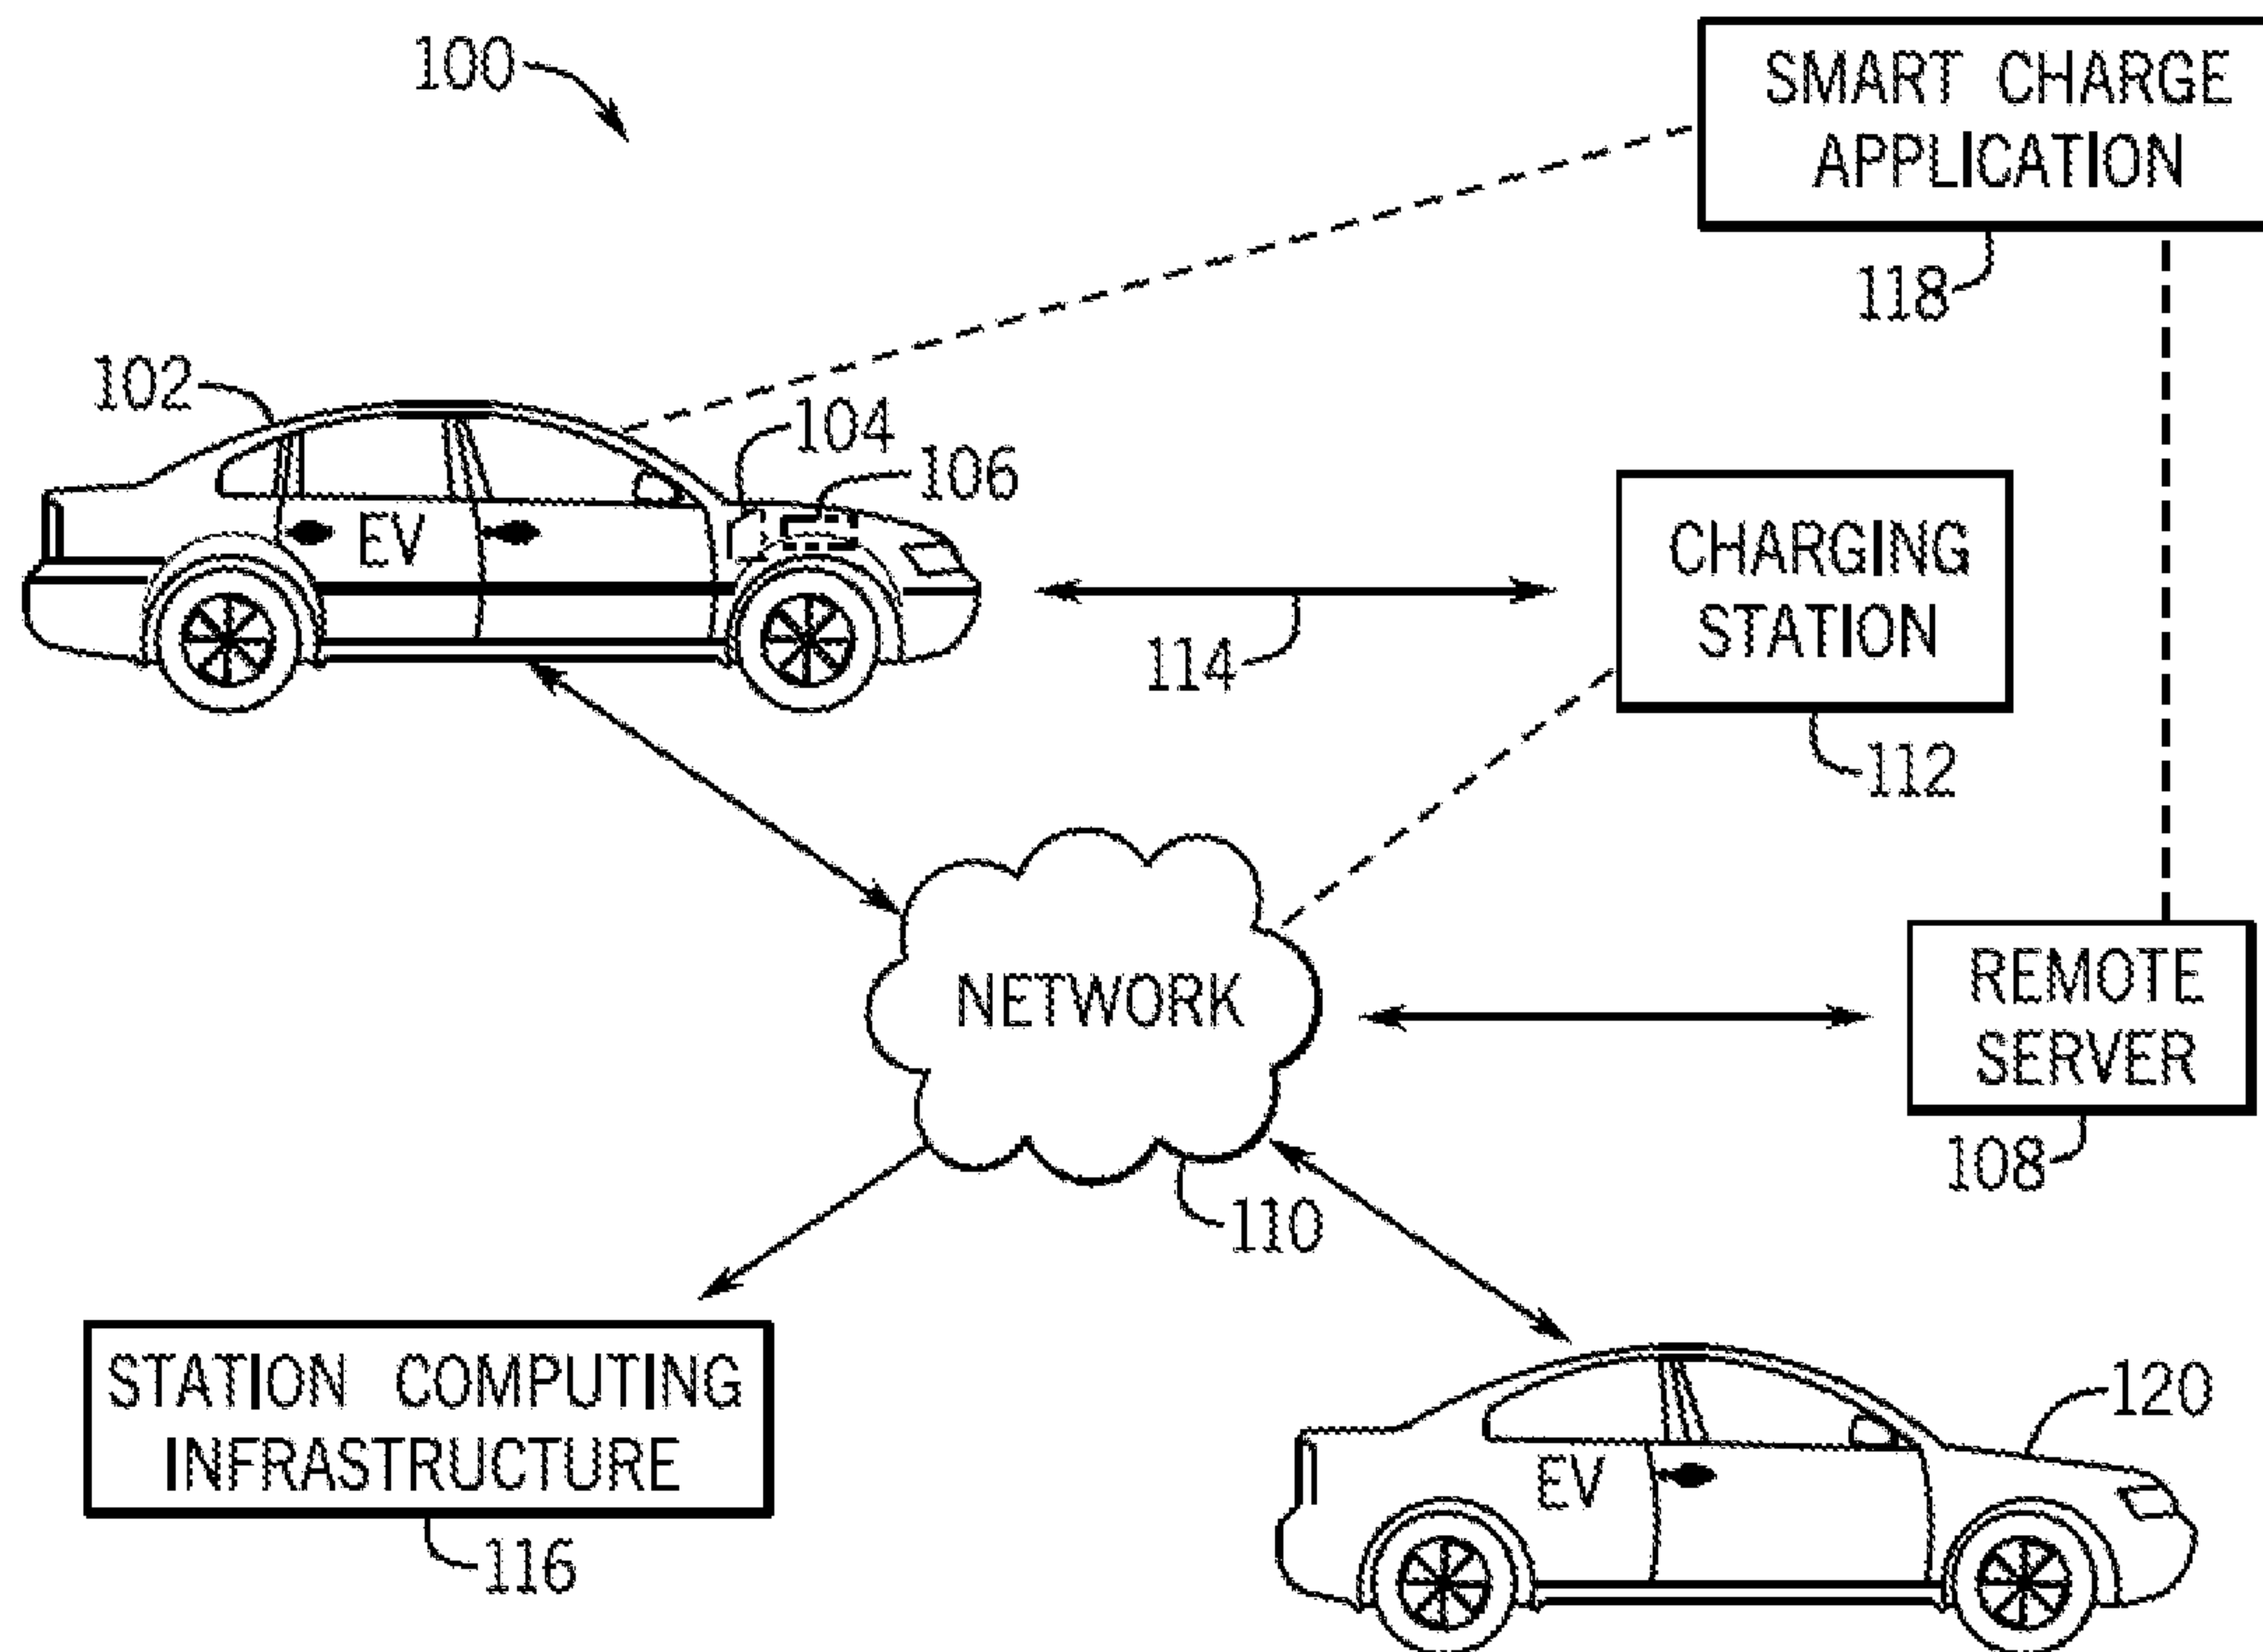 100
SMART CHARGE
APPLICATION
118
102
104
106
EV
CHARGING
STATION
114
112
NETWORK
REMOTE
SERVER
108
110
STATION COMPUTING
INFRASTRUCTURE
116
120
EV